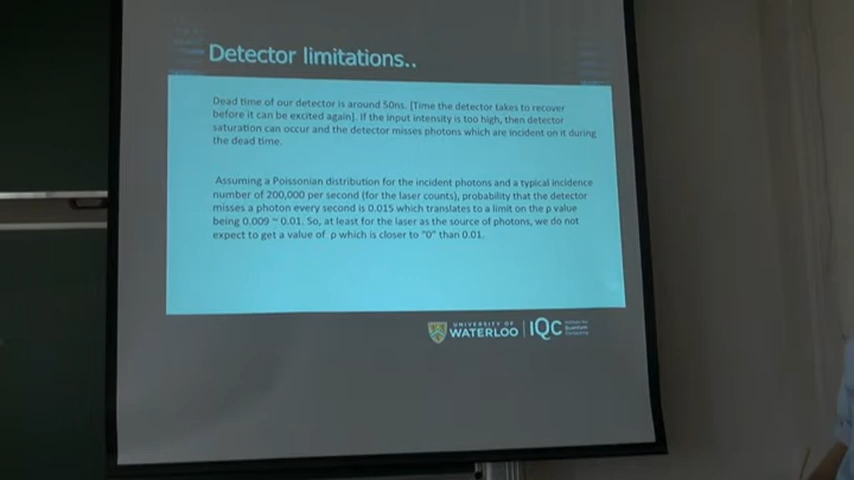 Detector limitations..
Dead time of our detector is around 50ns. [Time the detector takes to recover
before it can be excited again]. If the input intensity is too high, then detector
saturation can occur and the detector misses photons which are incident on it during
the dead time.
Assuming a Poissonian distribution for the incident photons and a typical incidence
number of 200,000 per second (for the laser counts), probability that the detector
misses a photon every second is 0.015 which translates to a limit on the ρ value
being 0.009 ~ 0.01. So, at least for the laser as the source of photons, we do not
expect to get a value of ρ which is closer to "0" than 0.01.
UNIVERSITY OF
WATERLOO
IQC
Institute for
Quantum
Computing